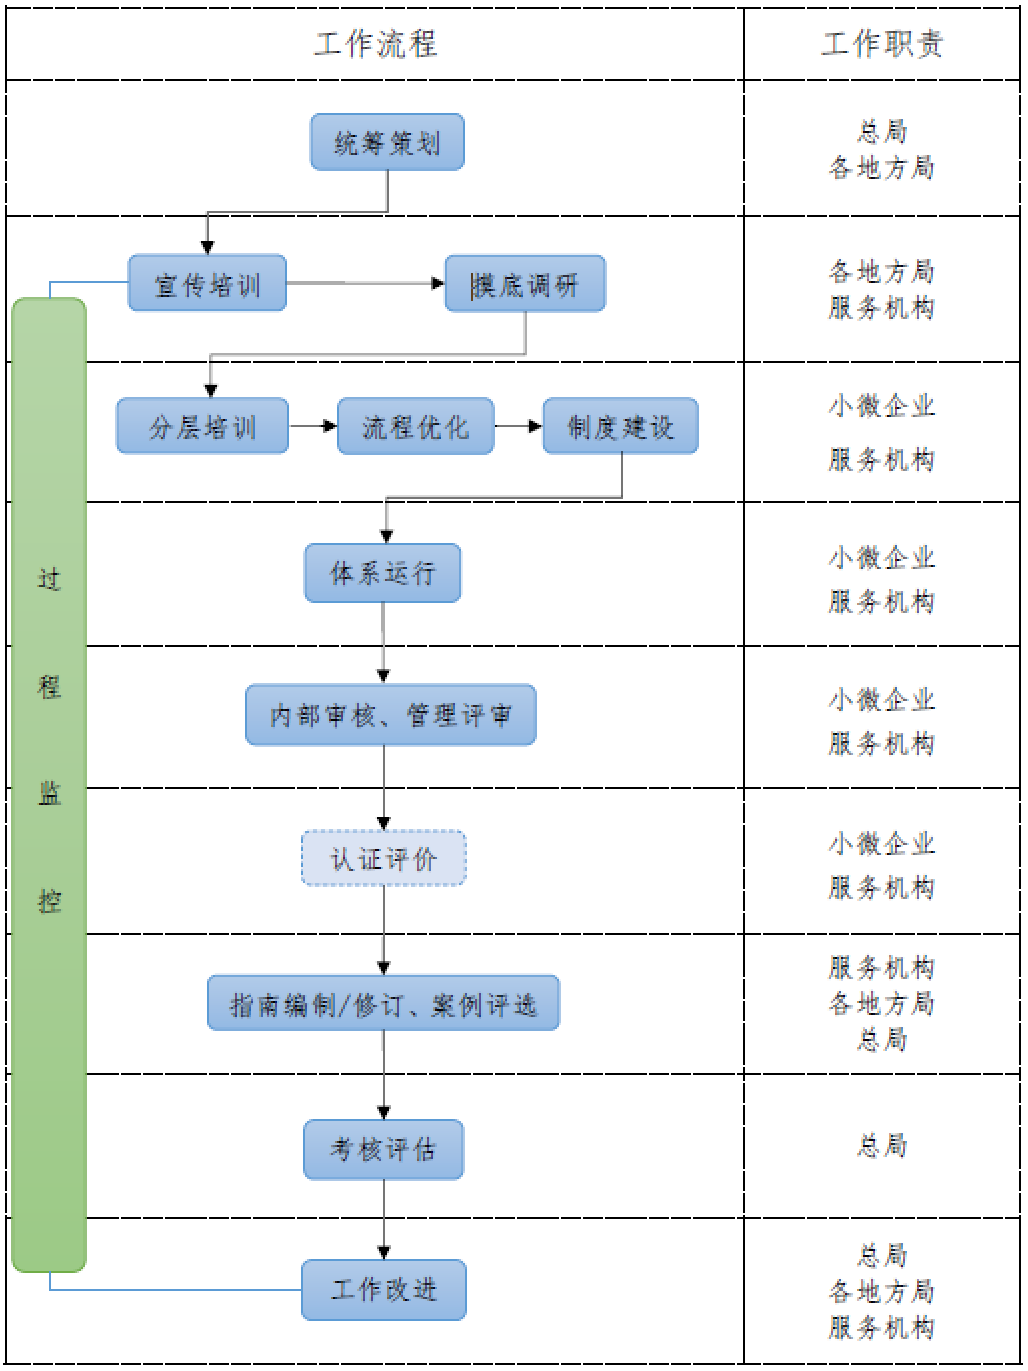 工作流程
工作职责
统筹策划
总局
各地方局
宣传培训
摸底调研
各地方局
服务机构
分层培训
流程优化
制度建设
小微企业
服务机构
体系运行
小微企业
服务机构
内部审核、管理评审
小微企业
服务机构
认证评价
小微企业
服务机构
指南编制/修订、案例评选
服务机构
各地方局
总局
考核评估
总局
工作改进
总局
各地方局
服务机构
过
程
监
控